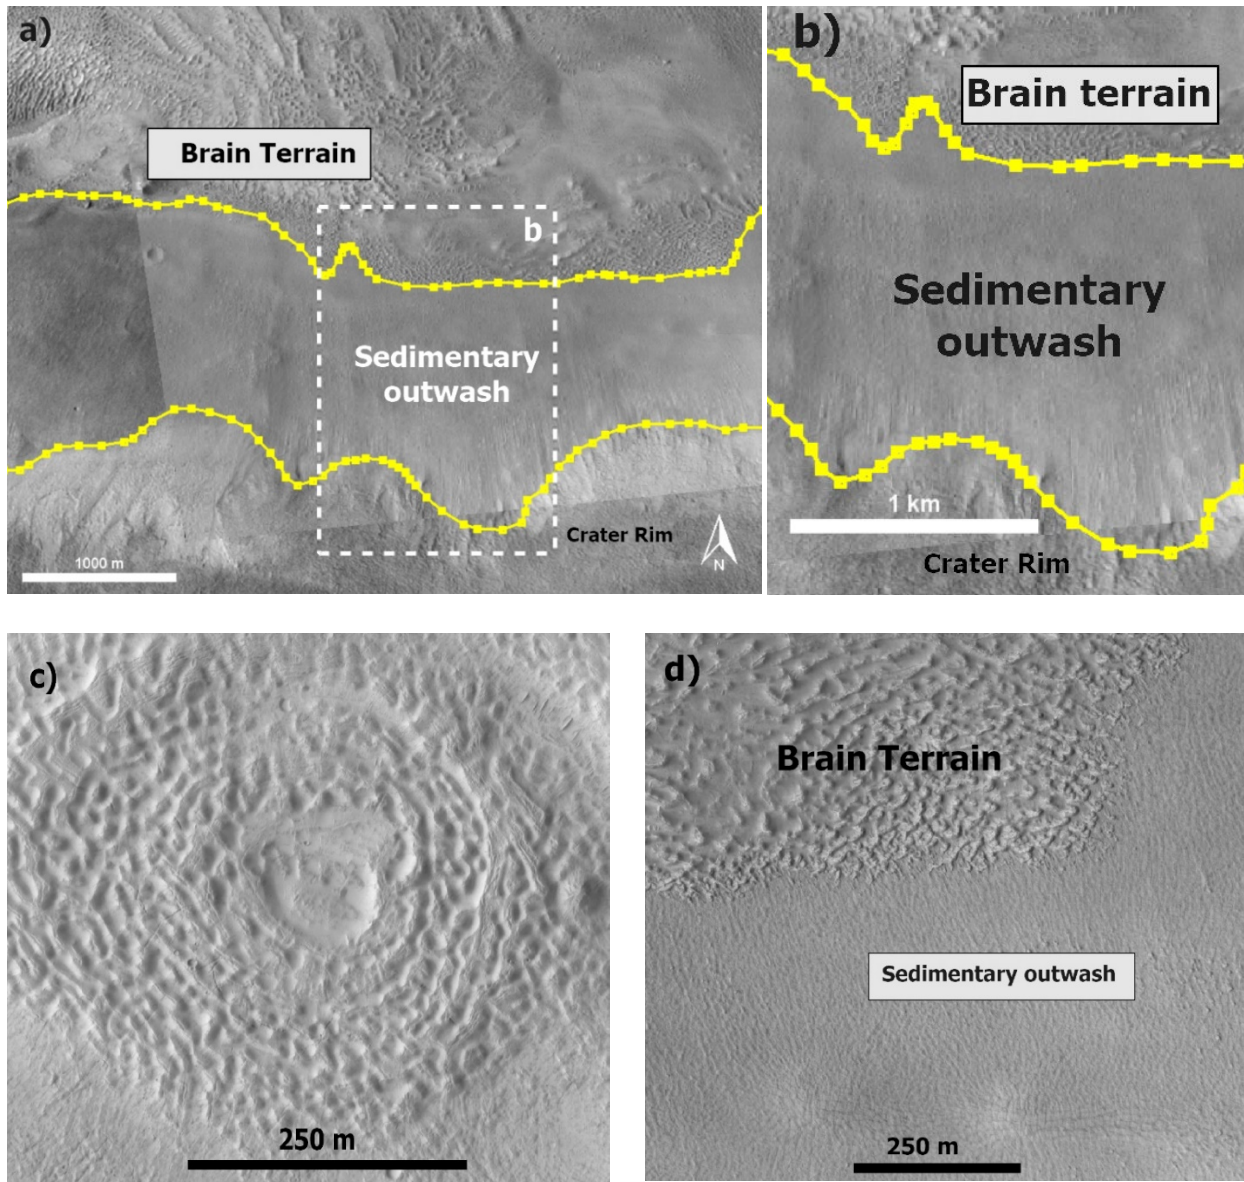 a)
Brain Terrain
b
Sedimentary
outwash
Crater Rim
1000 m
N
b)
Brain terrain
Sedimentary
outwash
1 km
Crater Rim
c)
250 m
d)
Brain Terrain
Sedimentary outwash
250 m